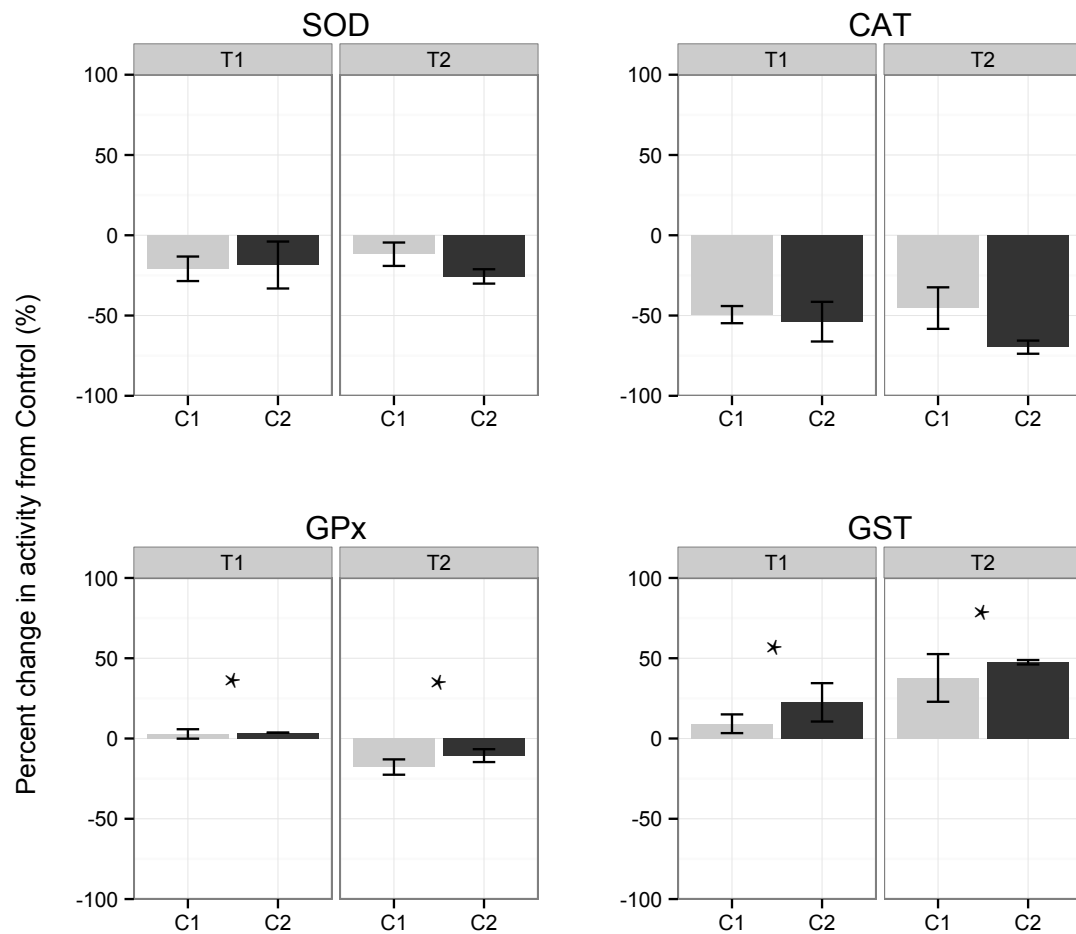 SOD
T1
T2
100
50
0
-50
-100
C1
C2
C1
C2
CAT
T1
T2
100
50
0
-50
-100
C1
C2
C1
C2
Percent change in activity from Control (%)
GPx
T1
T2
100
50
0
-50
-100
*
*
C1
C2
C1
C2
GST
T1
T2
100
50
0
-50
-100
*
*
C1
C2
C1
C2